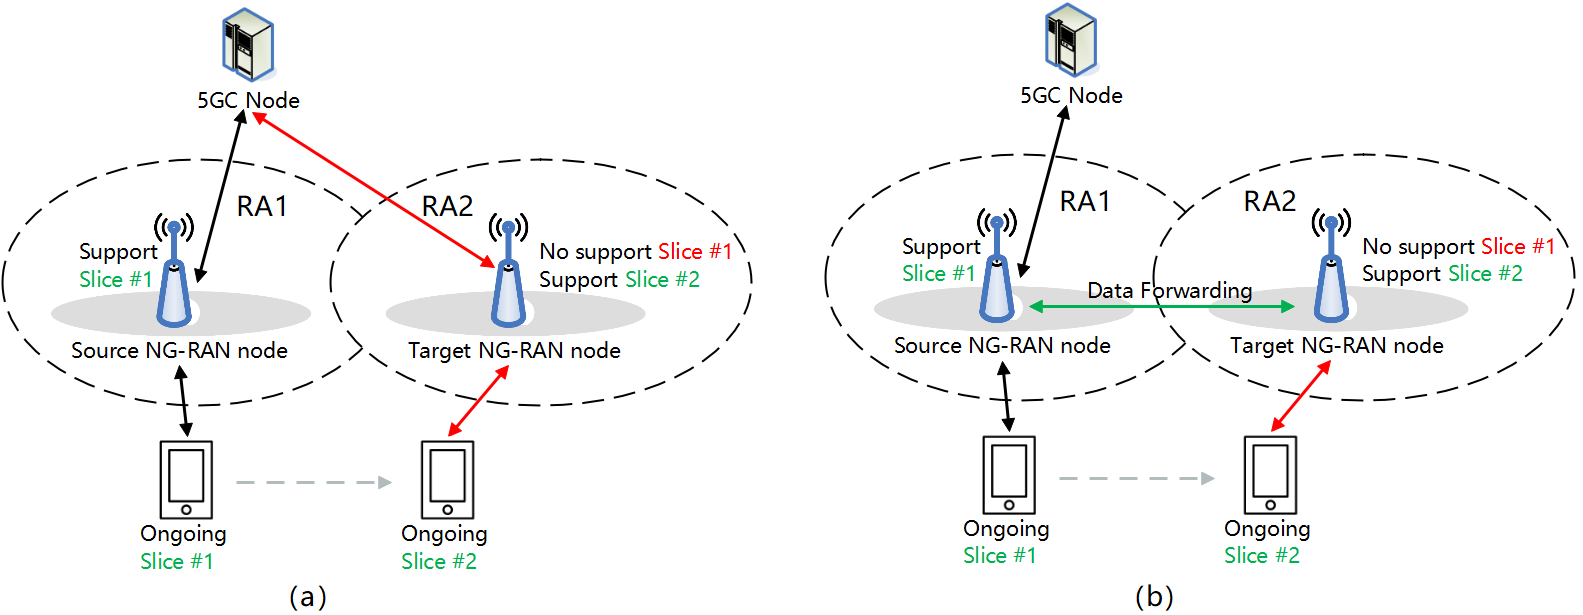 5GC Node
RA1
RA2
Support
Slice #1
No support Slice #1
Support Slice #2
Source NG-RAN node
Target NG-RAN node
Ongoing
Slice #1
Ongoing
Slice #2
(a)
5GC Node
RA1
RA2
Support
Slice #1
No support Slice #1
Support Slice #2
Data Forwarding
Source NG-RAN node
Target NG-RAN node
Ongoing
Slice #1
Ongoing
Slice #2
(b)